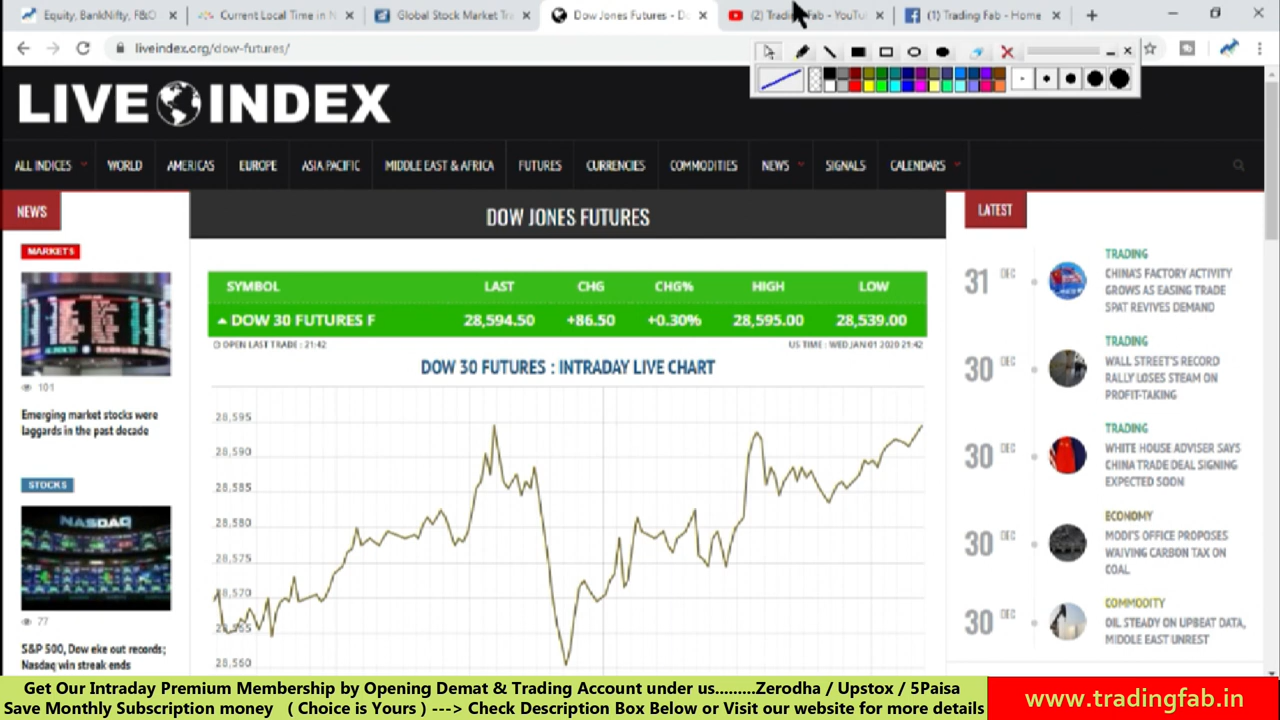 Equity, BankNifty, F&O
Current Local Time in N
Global Stock Market Tr
Dow Jones Futures - Do
(2) Trading Fab - YouTu
(1) Trading Fab - Home
liveindex.org/dow-futures/
LIVE INDEX
ALL INDICES WORLD AMERICAS EUROPE ASIA PACIFIC MIDDLE EAST & AFRICA FUTURES CURRENCIES COMMODITIES NEWS SIGNALS CALENDARS
NEWS
MARKETS
101
Emerging market stocks were
laggards in the past decade
STOCKS
NASDAQ
77
S&P 500, Dow eke out records;
Nasdaq win streak ends
DOW JONES FUTURES
SYMBOL LAST CHG CHG% HIGH LOW
DOW 30 FUTURES F 28,594.50 +86.50 +0.30% 28,595.00 28,539.00
OPEN LAST TRADE : 21:42 US TIME : WED JAN 01 2020 21:42
DOW 30 FUTURES : INTRADAY LIVE CHART
28,595
28,590
28,585
28,580
28,575
28,570
28,565
28,560
LATEST
31 DEC
TRADING
CHINA'S FACTORY ACTIVITY
GROWS AS EASING TRADE
SPAT REVIVES DEMAND
30 DEC
TRADING
WALL STREET'S RECORD
RALLY LOSES STEAM ON
PROFIT-TAKING
30 DEC
TRADING
WHITE HOUSE ADVISER SAYS
CHINA TRADE DEAL SIGNING
EXPECTED SOON
30 DEC
ECONOMY
MODI'S OFFICE PROPOSES
WAIVING CARBON TAX ON
COAL
30 DEC
COMMODITY
OIL STEADY ON UPBEAT DATA,
MIDDLE EAST UNREST
Get Our Intraday Premium Membership by Opening Demat & Trading Account under us.........Zerodha / Upstox / 5Paisa
Save Monthly Subscription money ( Choice is Yours ) ---> Check Description Box Below or Visit our website for more details
www.tradingfab.in